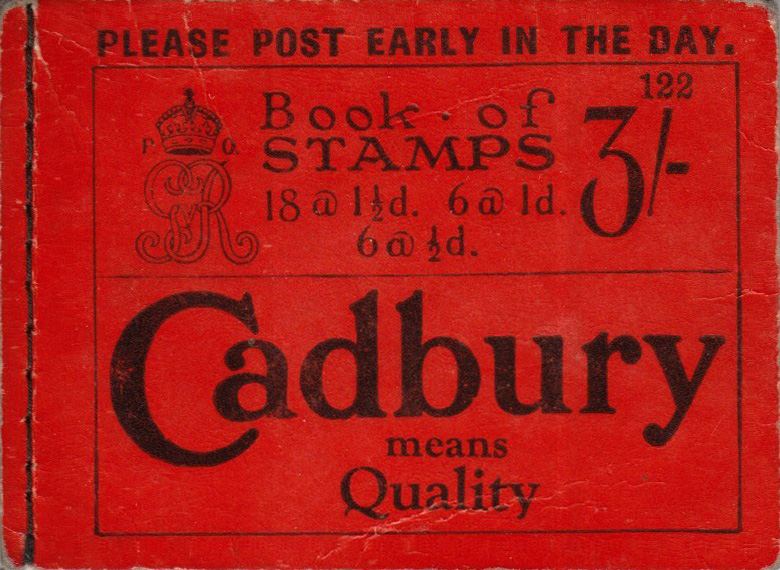 PLEASE POST EARLY IN THE DAY.
122
Book of
STAMPS
3/-
P. O.
GR
18 @ 1½d. 6 @ 1d.
6 @ ½d.
Cadbury
means
Quality